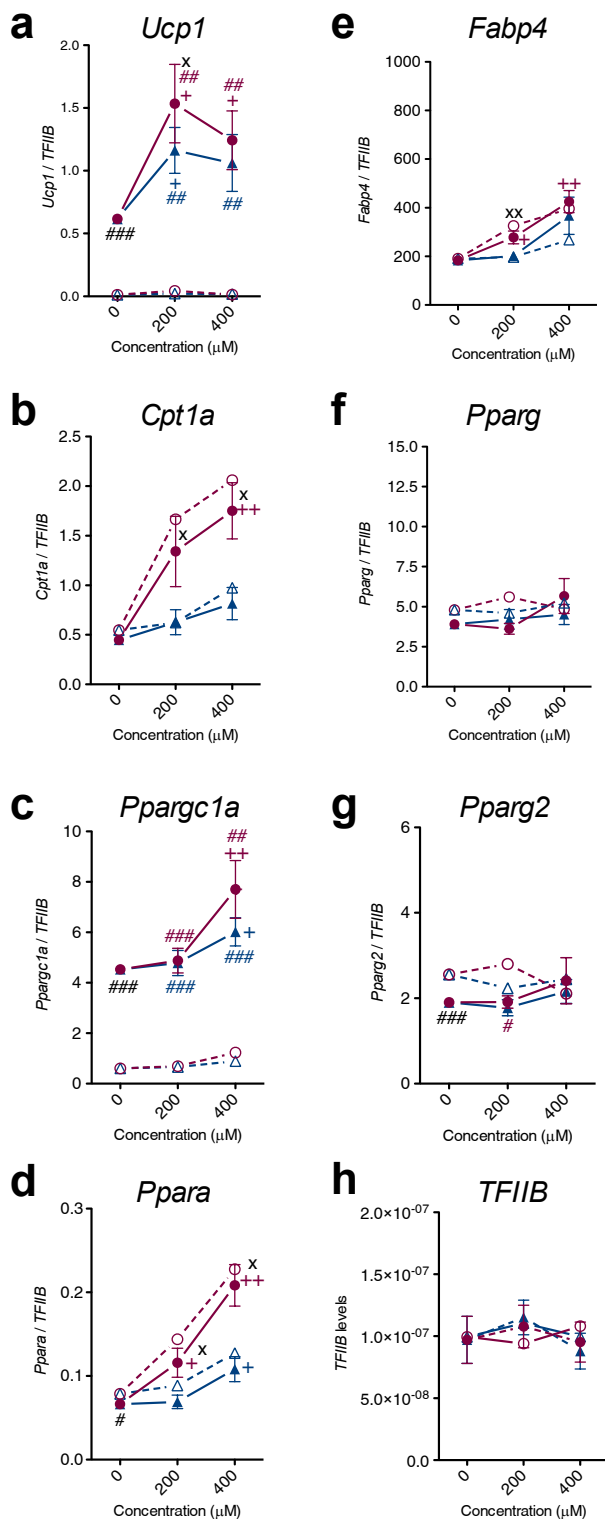 a
Ucp1
2.0
1.5
1.0
0.5
0.0
Ucp1 / TFIIB
x
##
+
##
+
+
##
##
###
0
200
400
Concentration (μM)
b
Cpt1a
2.5
2.0
1.5
1.0
0.5
0.0
Cpt1a / TFIIB
x
x
++
0
200
400
Concentration (μM)
c
Ppargc1a
10
8
6
4
2
0
Ppargc1a / TFIIB
##
++
###
+
###
###
###
0
200
400
Concentration (μM)
d
Ppara
0.3
0.2
0.1
0.0
Ppara / TFIIB
x
++
x
+
+
#
0
200
400
Concentration (μM)
e
Fabp4
1000
800
600
400
200
0
Fabp4 / TFIIB
++
xx
+
0
200
400
Concentration (μM)
f
Pparg
15.0
12.5
10.0
7.5
5.0
2.5
0.0
Pparg / TFIIB
0
200
400
Concentration (μM)
g
Pparg2
6
4
2
0
Pparg2 / TFIIB
###
#
0
200
400
Concentration (μM)
h
TFIIB
2.0×10⁻⁰⁷
1.5×10⁻⁰⁷
1.0×10⁻⁰⁷
5.0×10⁻⁰⁸
0.0
TFIIB levels
0
200
400
Concentration (μM)